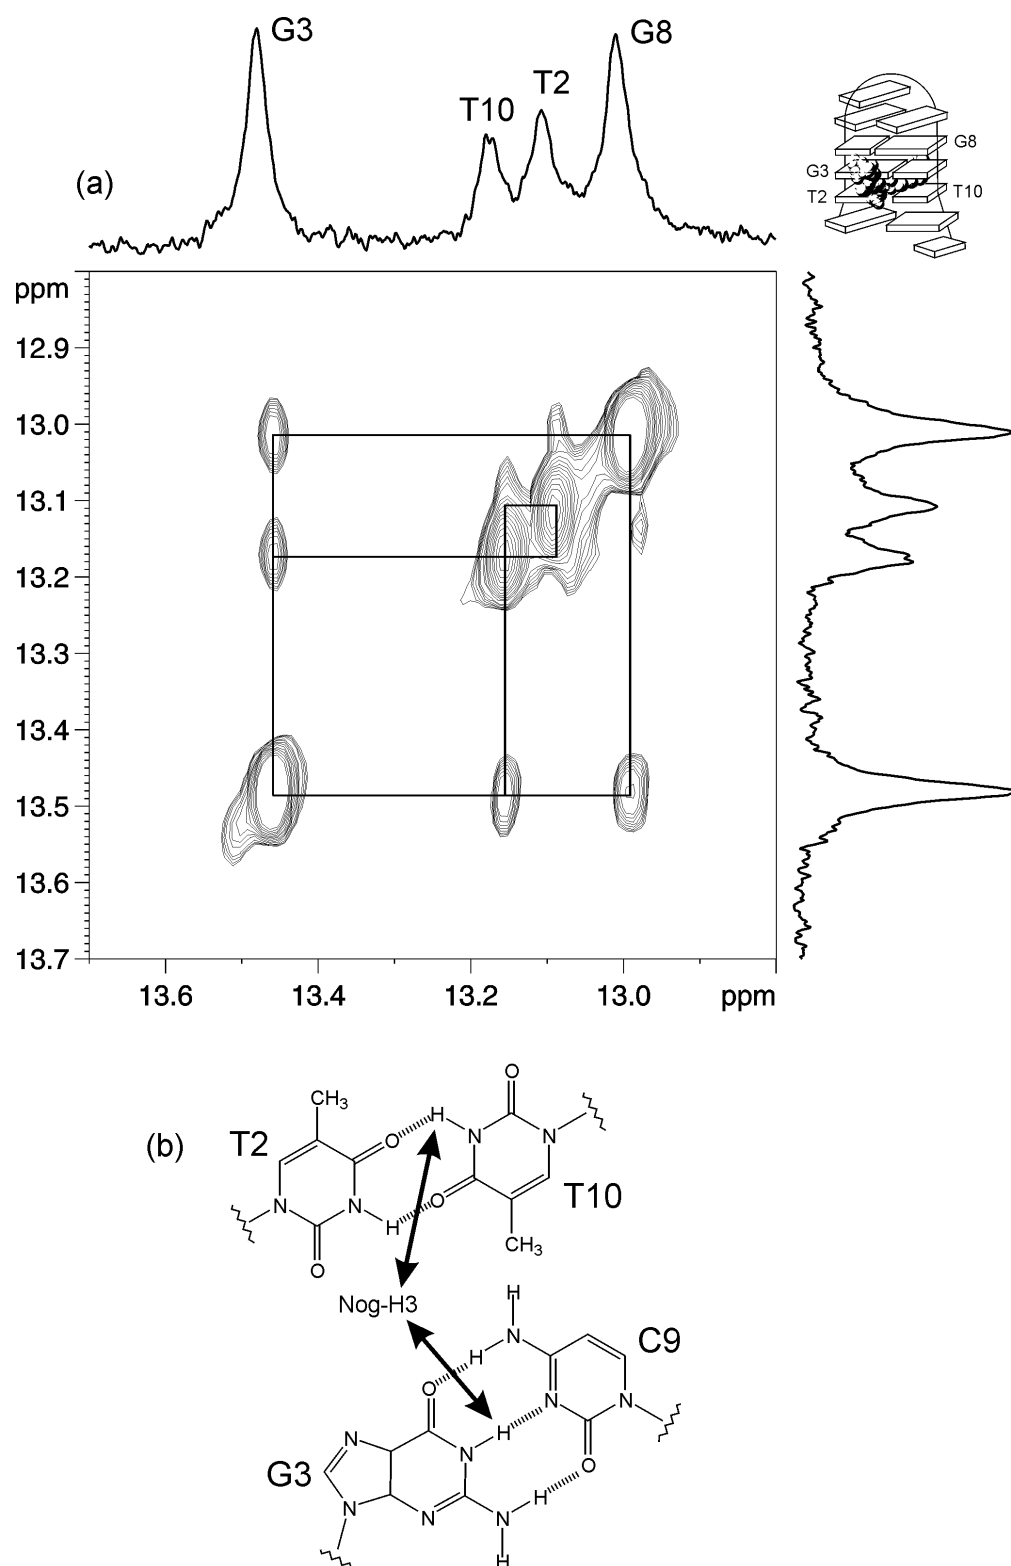 G3
G8
T10
T2
(a)
G8
G3
T2
T10
ppm
12.9
13.0
13.1
13.2
13.3
13.4
13.5
13.6
13.7
13.6
13.4
13.2
13.0
ppm
(b)
T2
CH3
O
O
H
N
N
O
T10
CH3
N
N
H
O
O
Nog-H3
H
N
H
C9
O
N
N
H
O
G3
N
N
N
N
N
H
H